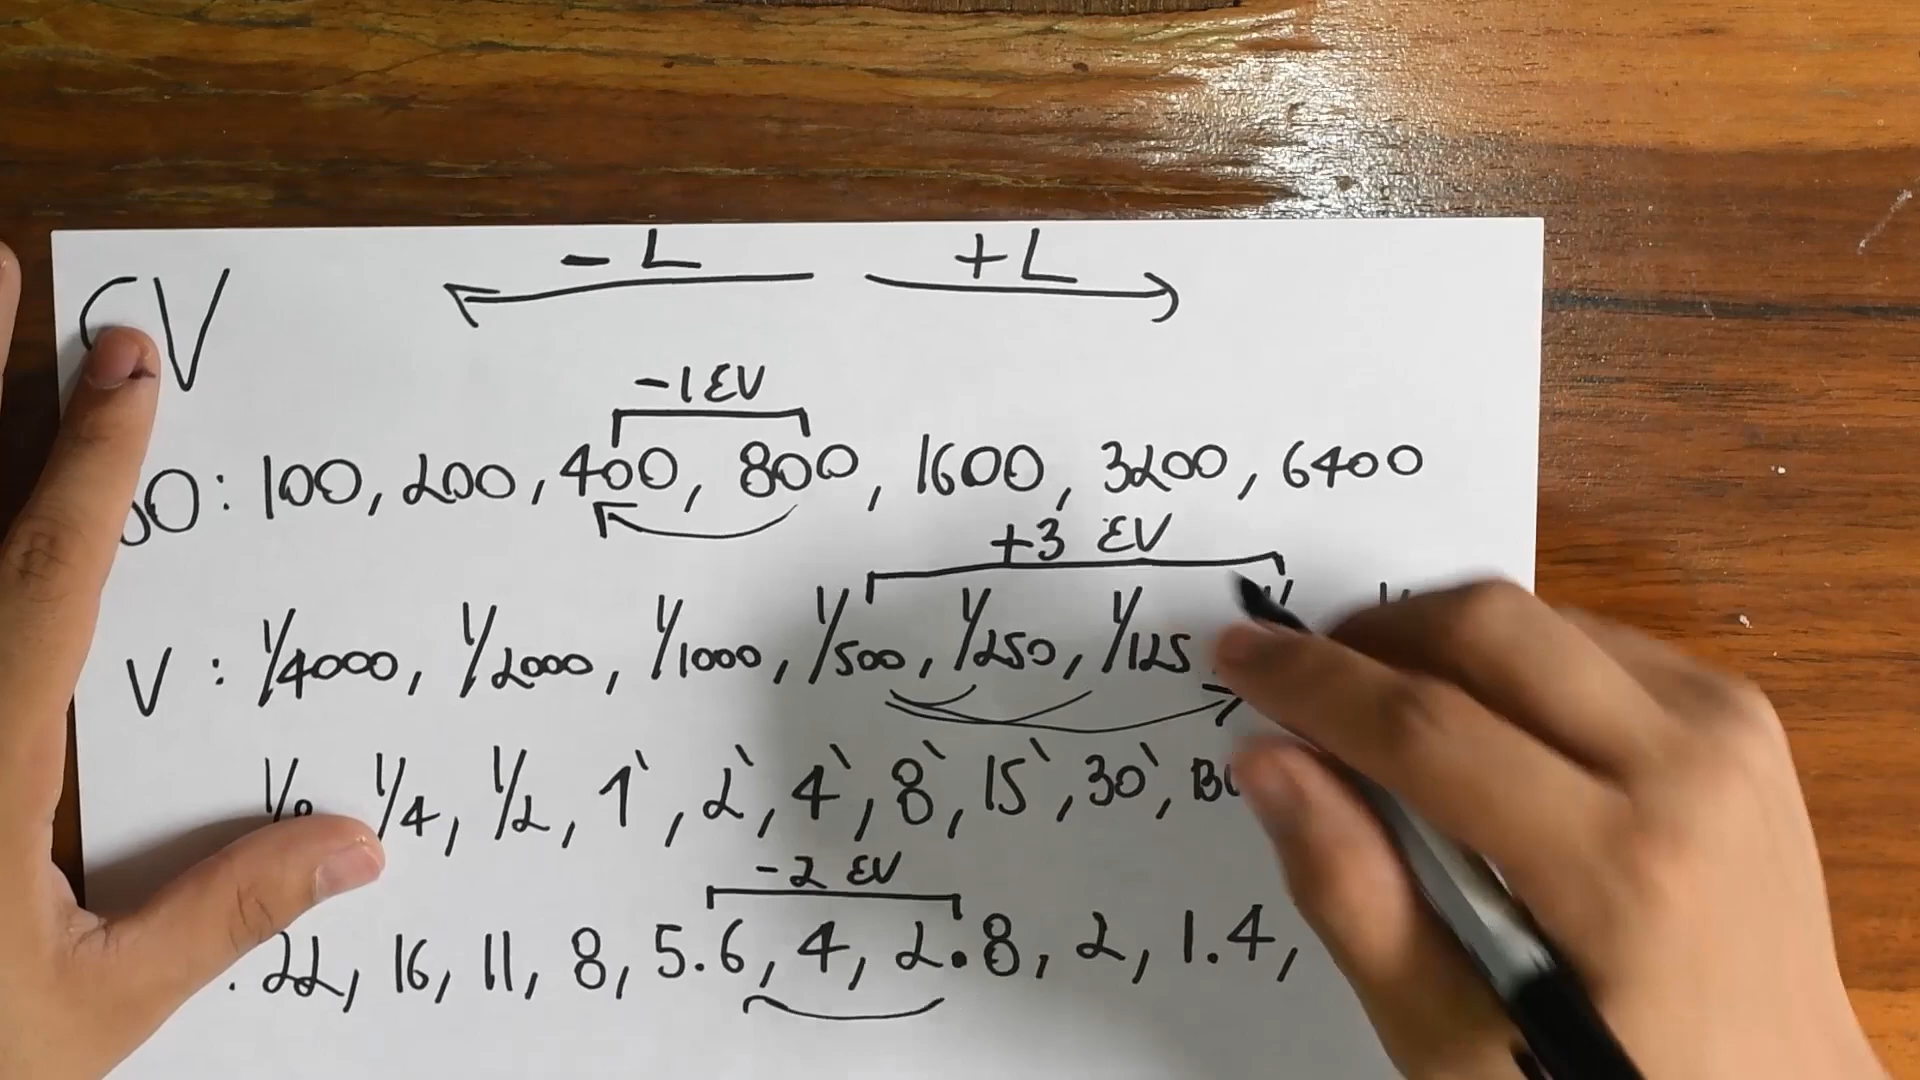 - L +L
V
-1 EV
O: 100, 200, 400, 800, 1600, 3200, 6400
+3 EV
V : 1/4000, 1/2000, 1/1000, 1/500, 1/250, 1/125
1/4, 1/2, 1`, 2`, 4`, 8`, 15`, 30`, B
-2 EV
22, 16, 11, 8, 5.6, 4, 2.8, 2, 1.4,